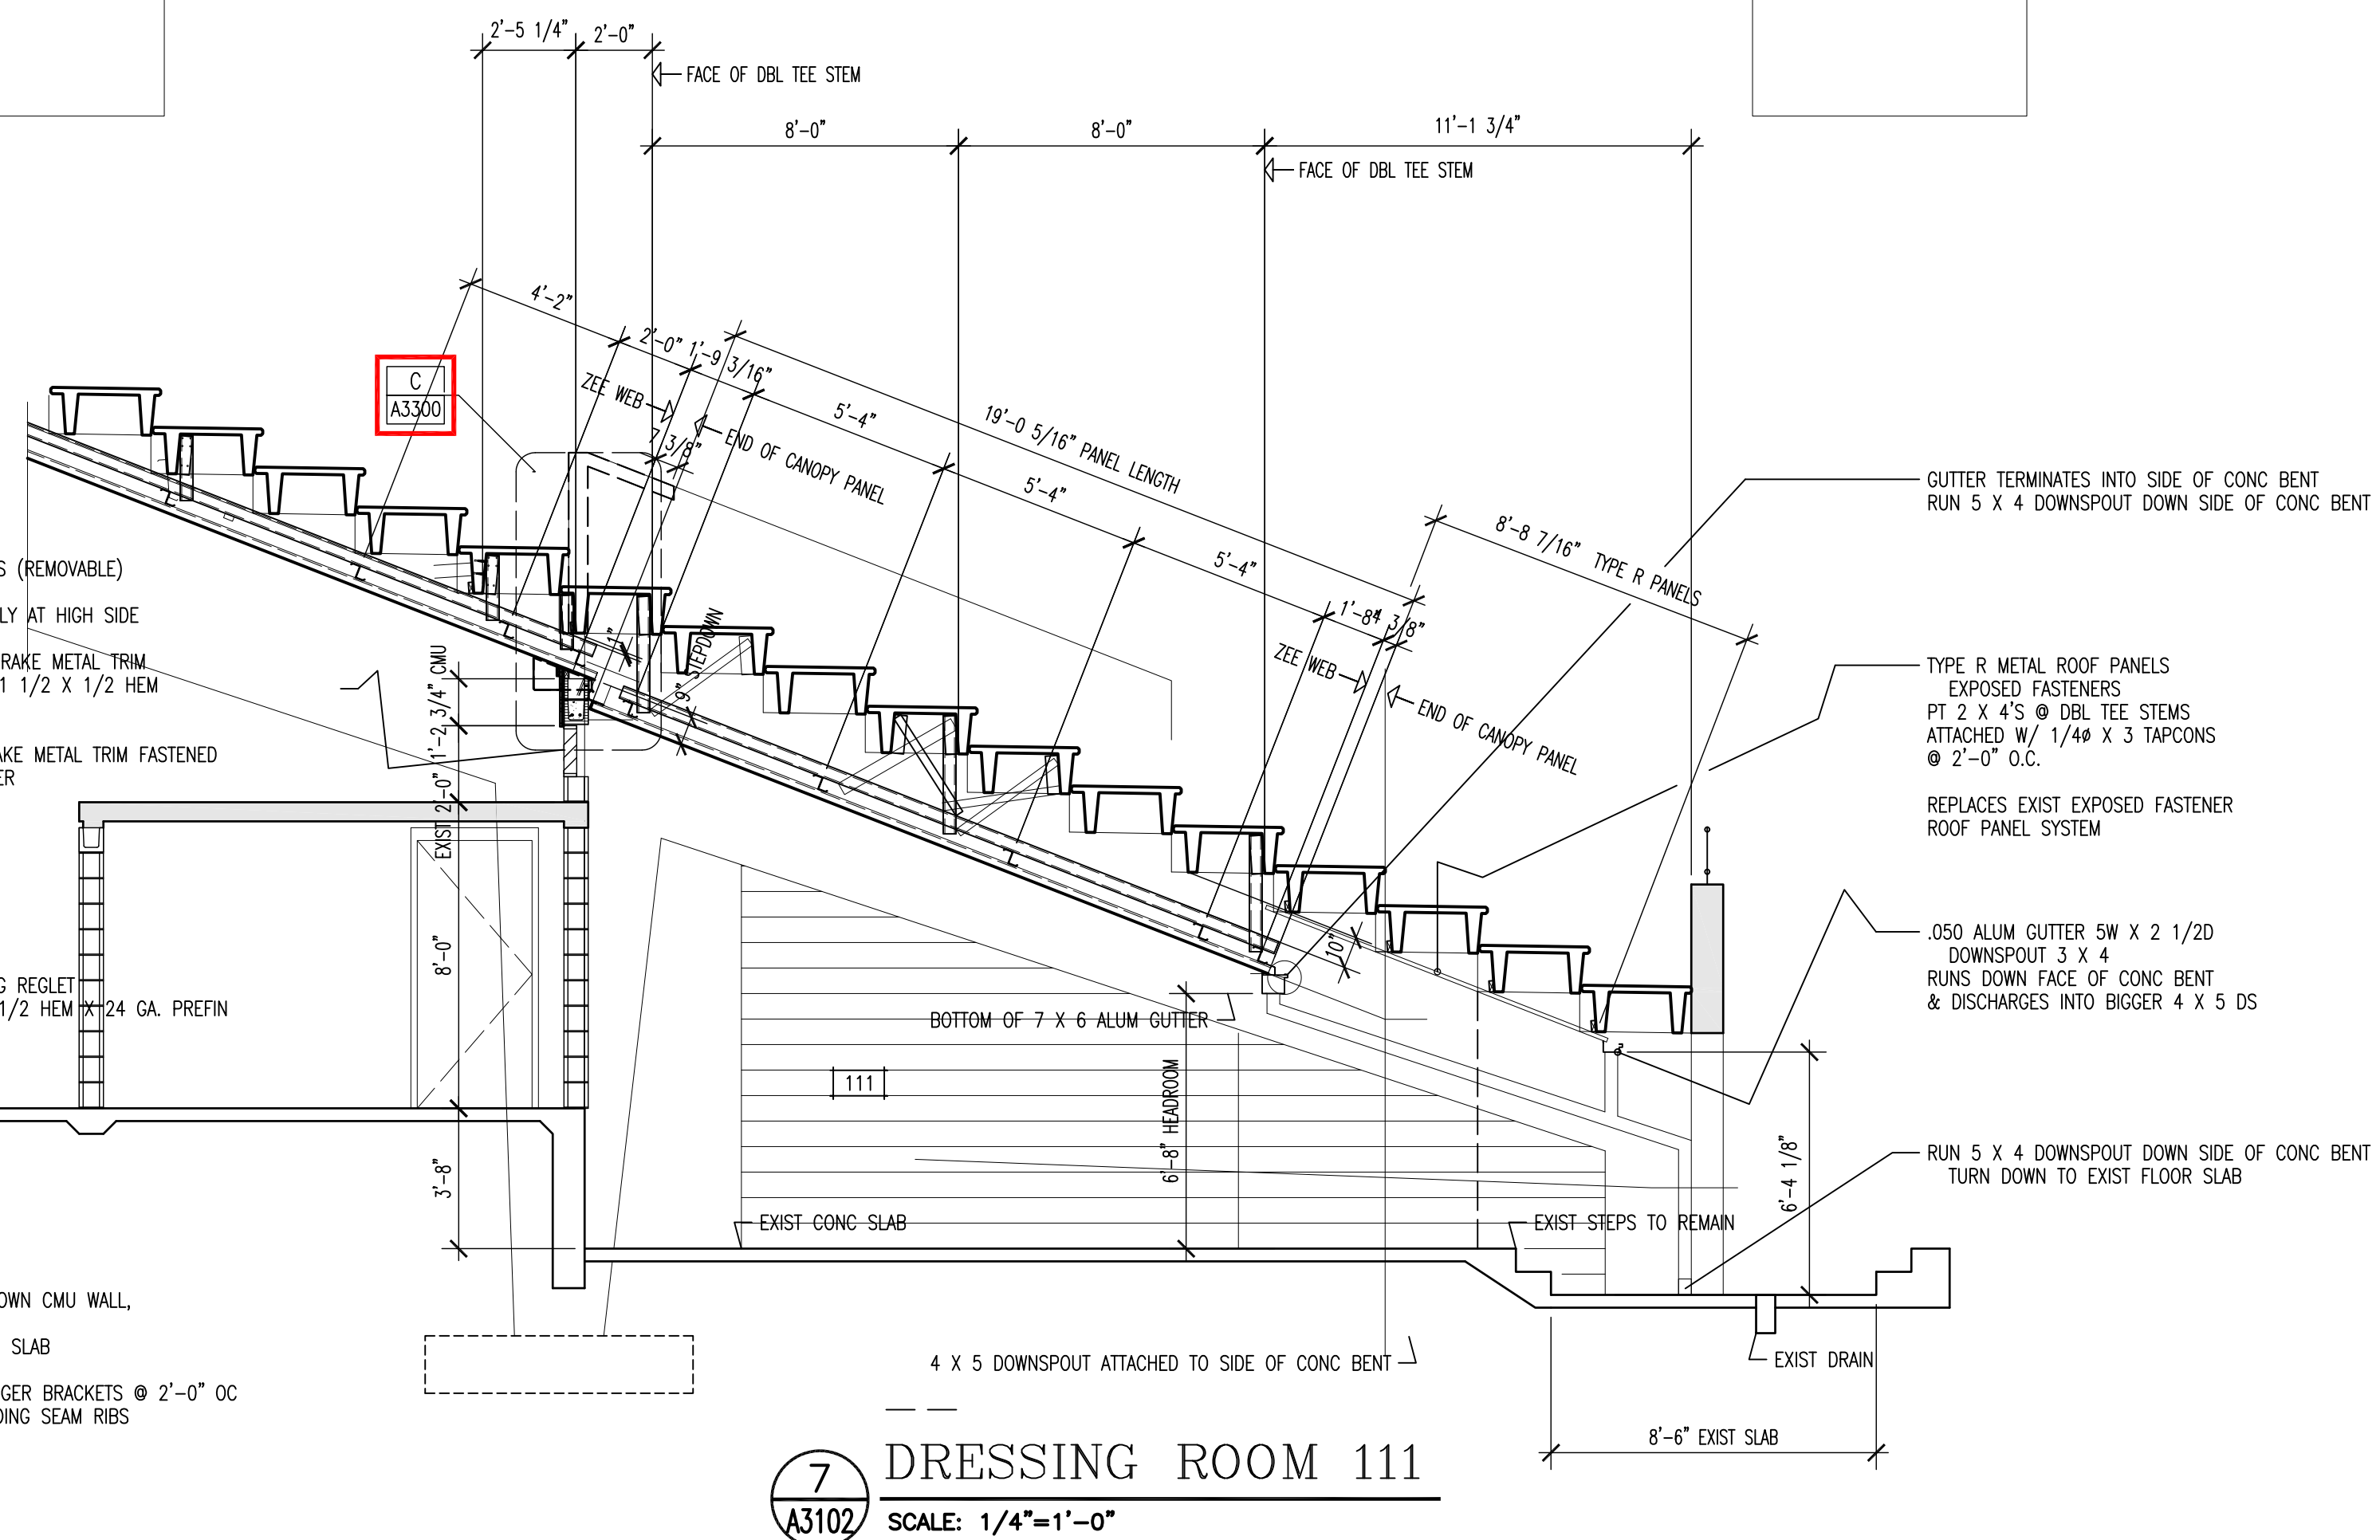 2'-5 1/4"
2'-0"
FACE OF DBL TEE STEM
8'-0"
8'-0"
11'-1 3/4"
FACE OF DBL TEE STEM
4'-2"
2'-0"
1'-9 3/16"
C
A3300
ZEE WEB
7 3/8"
END OF CANOPY PANEL
5'-4"
19'-0 5/16" PANEL LENGTH
5'-4"
5'-4"
8'-8 7/16" TYPE R PANELS
1'-8"
4 3/8"
ZEE WEB
END OF CANOPY PANEL
GUTTER TERMINATES INTO SIDE OF CONC BENT
RUN 5 X 4 DOWNSPOUT DOWN SIDE OF CONC BENT
S (REMOVABLE)
LY AT HIGH SIDE
RAKE METAL TRIM
1 1/2 X 1/2 HEM
AKE METAL TRIM FASTENED
ER
1"
9" STEPDOWN
1'-2 3/4" CMU
EXIST 2'-0"
8'-0"
3'-8"
TYPE R METAL ROOF PANELS
EXPOSED FASTENERS
PT 2 X 4'S @ DBL TEE STEMS
ATTACHED W/ 1/4ø X 3 TAPCONS
@ 2'-0" O.C.
REPLACES EXIST EXPOSED FASTENER
ROOF PANEL SYSTEM
.050 ALUM GUTTER 5W X 2 1/2D
DOWNSPOUT 3 X 4
RUNS DOWN FACE OF CONC BENT
& DISCHARGES INTO BIGGER 4 X 5 DS
G REGLET
1/2 HEM X 24 GA. PREFIN
10"
BOTTOM OF 7 X 6 ALUM GUTTER
111
6'-8" HEADROOM
6'-4 1/8"
RUN 5 X 4 DOWNSPOUT DOWN SIDE OF CONC BENT
TURN DOWN TO EXIST FLOOR SLAB
EXIST CONC SLAB
EXIST STEPS TO REMAIN
OWN CMU WALL,
SLAB
GER BRACKETS @ 2'-0" OC
DING SEAM RIBS
4 X 5 DOWNSPOUT ATTACHED TO SIDE OF CONC BENT
EXIST DRAIN
8'-6" EXIST SLAB
7
A3102
DRESSING ROOM 111
SCALE: 1/4"=1'-0"